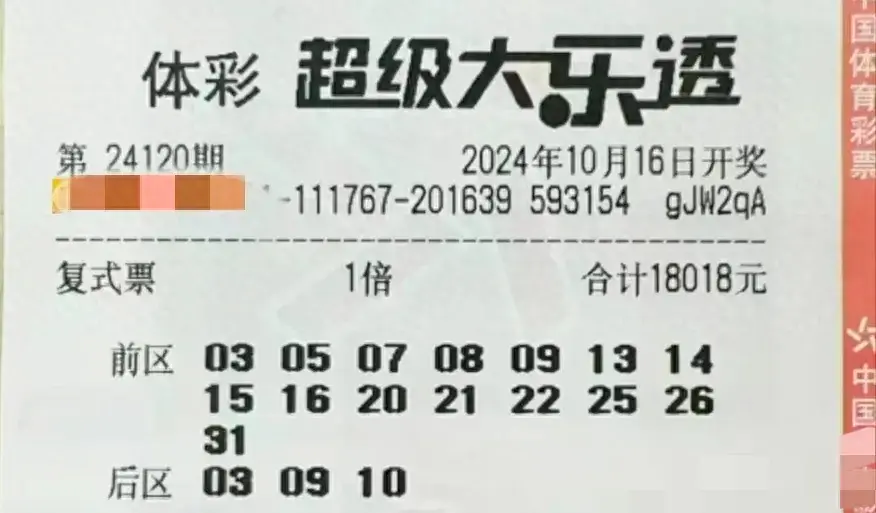 体彩 超级大乐透
第 24120期 2024年10月16日开奖
-111767-201639 593154 gJW2qA
复式票 1倍 合计18018元
前区 03 05 07 08 09 13 14
15 16 20 21 22 25 26
31
后区 03 09 10
中国体育彩票
中国